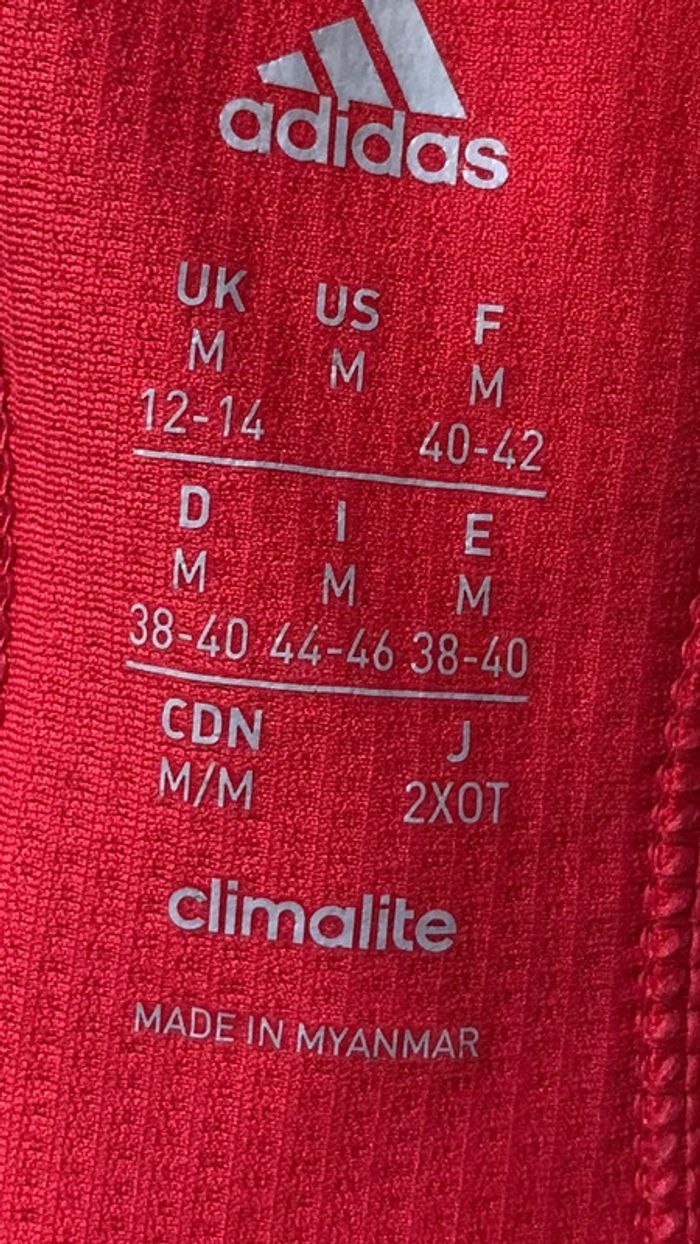 adidas
UK US F
M M M
12-14 40-42
D I E
M M M
38-40 44-46 38-40
CDN J
M/M 2XOT
climalite
MADE IN MYANMAR